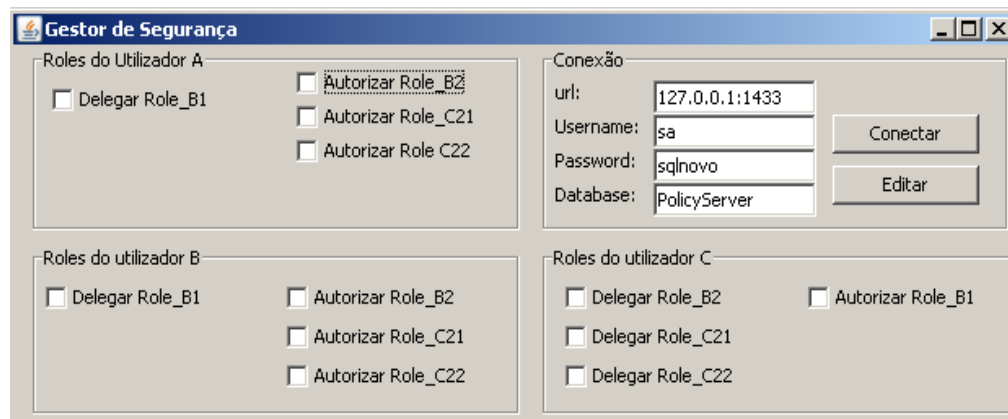 Gestor de Segurança
Roles do Utilizador A
Delegar Role_B1
Autorizar Role_B2
Autorizar Role_C21
Autorizar Role C22
Conexão
url: 127.0.0.1:1433
Username: sa
Password: sqlnovo
Database: PolicyServer
Conectar
Editar
Roles do utilizador B
Delegar Role_B1
Autorizar Role_B2
Autorizar Role_C21
Autorizar Role_C22
Roles do utilizador C
Delegar Role_B2
Delegar Role_C21
Delegar Role_C22
Autorizar Role_B1